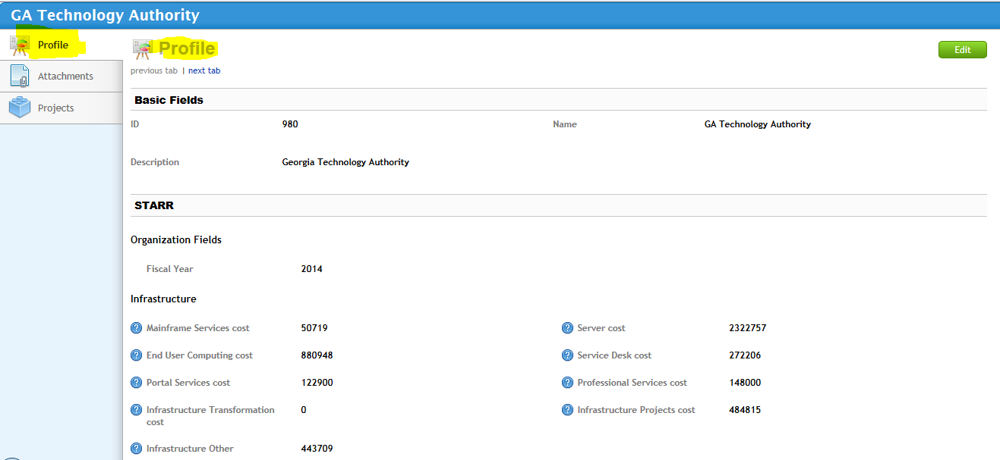 GA Technology Authority
Profile
Attachments
Projects
Profile
Edit
previous tab | next tab
Basic Fields
ID 980 Name GA Technology Authority
Description Georgia Technology Authority
STARR
Organization Fields
Fiscal Year 2014
Infrastructure
? Mainframe Services cost 50719 ? Server cost 2322757
? End User Computing cost 880948 ? Service Desk cost 272206
? Portal Services cost 122900 ? Professional Services cost 148000
? Infrastructure Transformation 0 ? Infrastructure Projects cost 484815
cost
? Infrastructure Other 443709